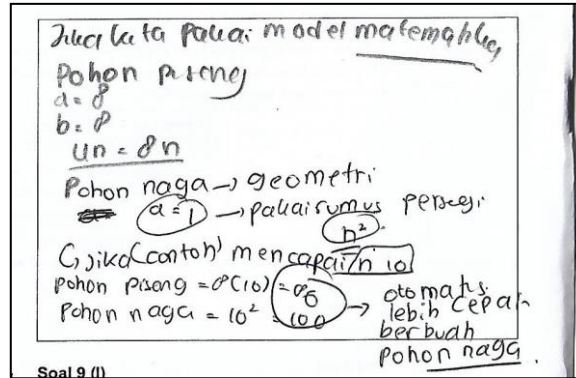 Jika kita pakai model matematika
Pohon piseng
a = 8
b = 8
Un = 8n
Pohon naga → geometri
a = 1 → pakai rumus persegi
n².
Jika (contoh) mencapai n 10
pohon piseng = 8(10) = 80
Pohon naga = 10² = 100
→ otomatis
lebih cepat
berbuah
pohon naga.
Soal 9 (I)